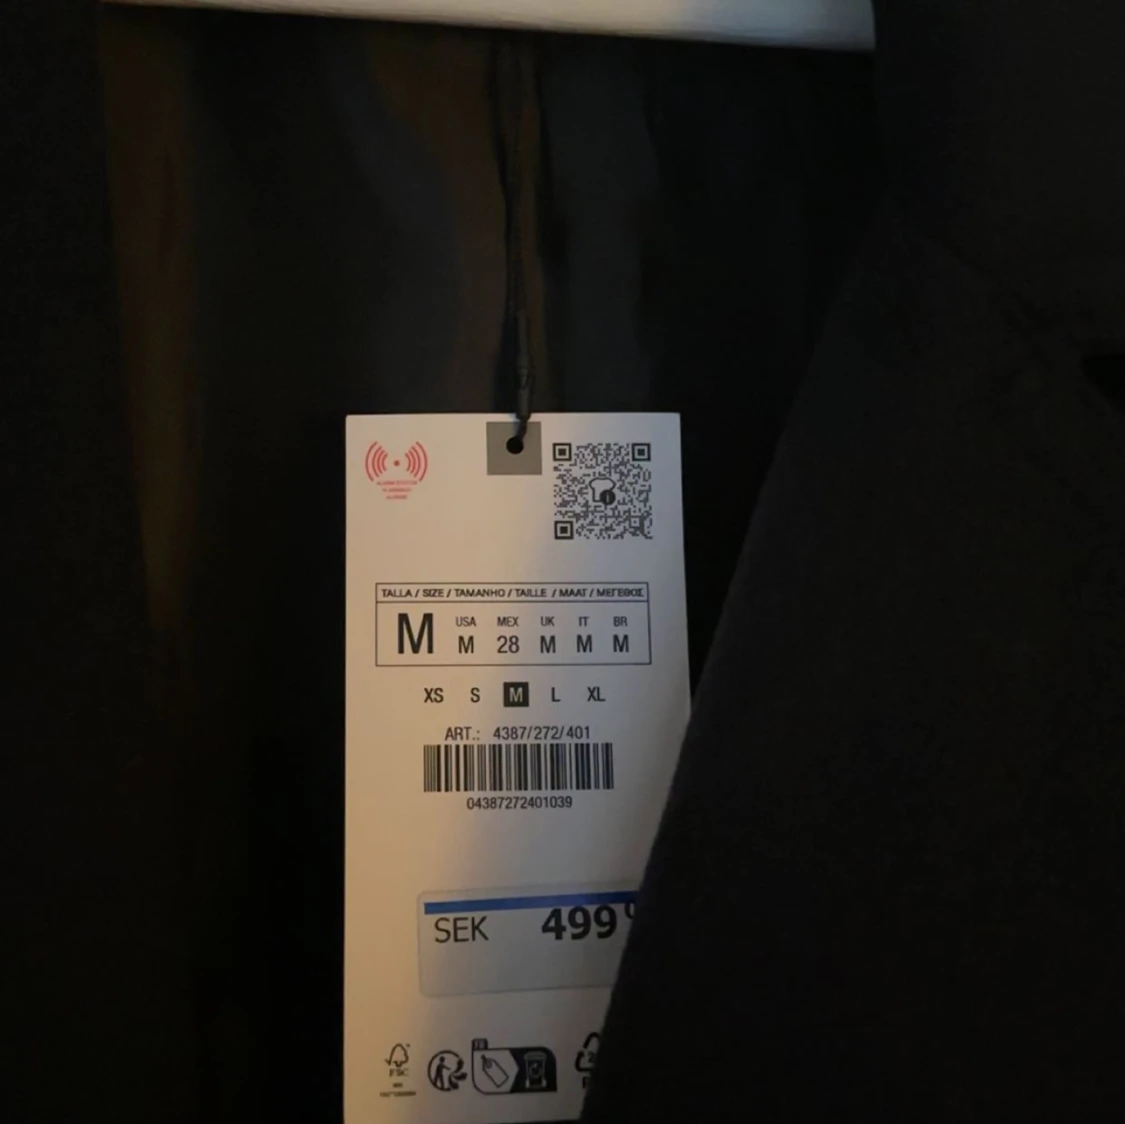 TALLA / SIZE / TAMANHO / TAILLE / MAAT / ΜΕΓΕΘΟΣ
M
USA MEX UK IT BR
M 28 M M M
XS S M L XL
ART.: 4387/272/401
04387272401039
SEK 499
FSC